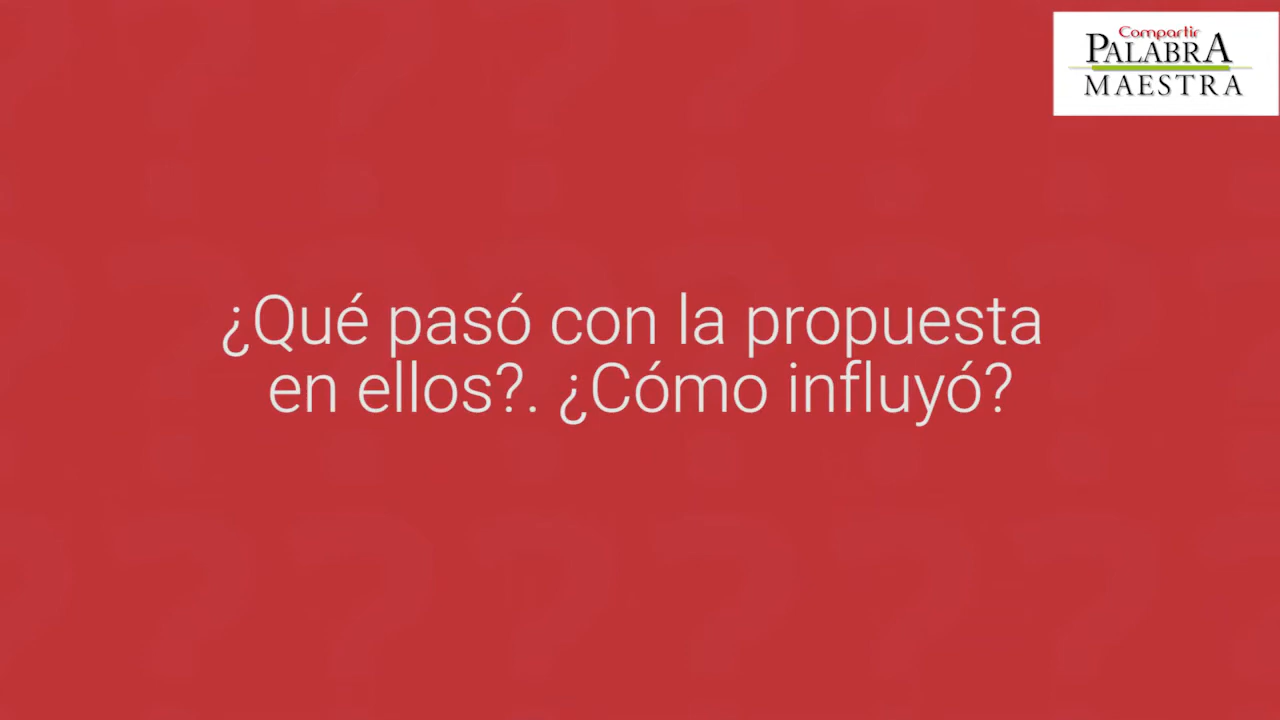 Compartir
PALABRA
MAESTRA
¿Qué pasó con la propuesta
en ellos?. ¿Cómo influyó?